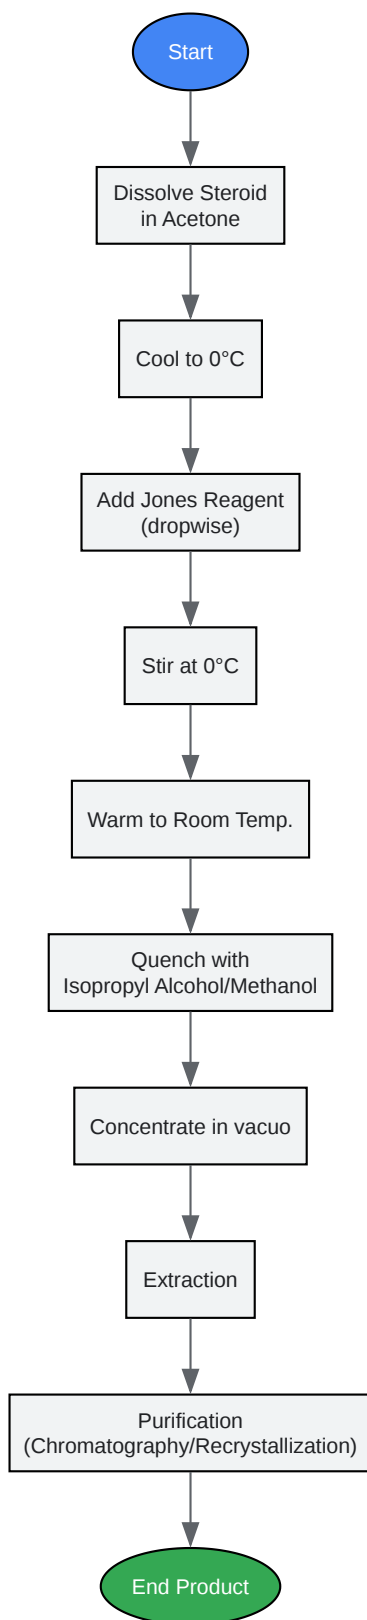 Start
Dissolve Steroid
in Acetone
Cool to 0°C
Add Jones Reagent
(dropwise)
Stir at 0°C
Warm to Room Temp.
Quench with
Isopropyl Alcohol/Methanol
Concentrate in vacuo
Extraction
Purification
(Chromatography/Recrystallization)
End Product